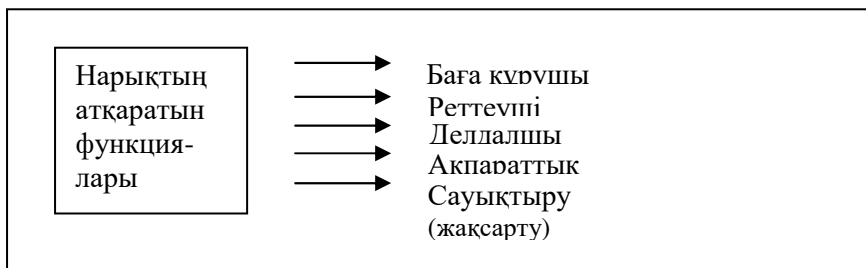 Нарықтың
атқаратын
функция-
лары
Баға құрушы
Реттеуші
Делдалшы
Ақпараттық
Сауықтыру
(жақсарту)